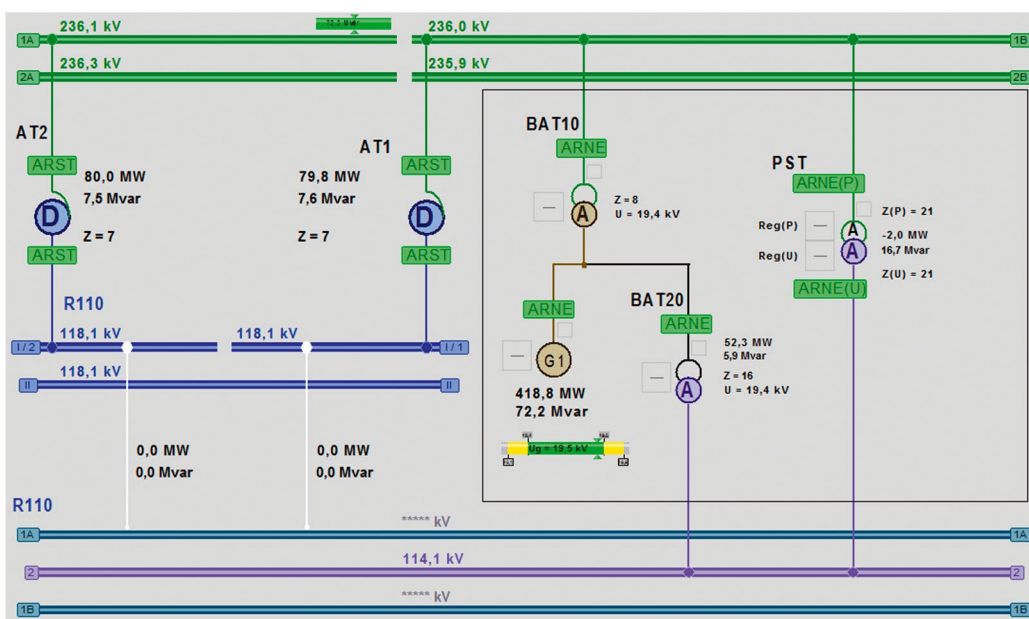 72,3 Mvar
236,1 kV
236,0 kV
1A
1B
236,3 kV
235,9 kV
2A
2B
AT2
AT1
BAT10
PST
ARST
ARST
ARNE
ARNE(P)
80,0 MW
7,5 Mvar
79,8 MW
7,6 Mvar
D
D
Z = 7
Z = 7
ARST
ARST
—
A
Z = 8
U = 19,4 kV
Reg(P)
—
A
Z(P) = 21
-2,0 MW
16,7 Mvar
Reg(U)
—
A
Z(U) = 21
ARNE(U)
R110
118,1 kV
118,1 kV
I / 2
I / 1
118,1 kV
II
II
ARNE
BAT20
ARNE
—
G1
418,8 MW
72,2 Mvar
52,3 MW
5,9 Mvar
—
A
Z = 16
U = 19,4 kV
Ug = 19,5 kV
0,0 MW
0,0 Mvar
0,0 MW
0,0 Mvar
R110
***** kV
1A
1A
114,1 kV
2
2
***** kV
1B
1B